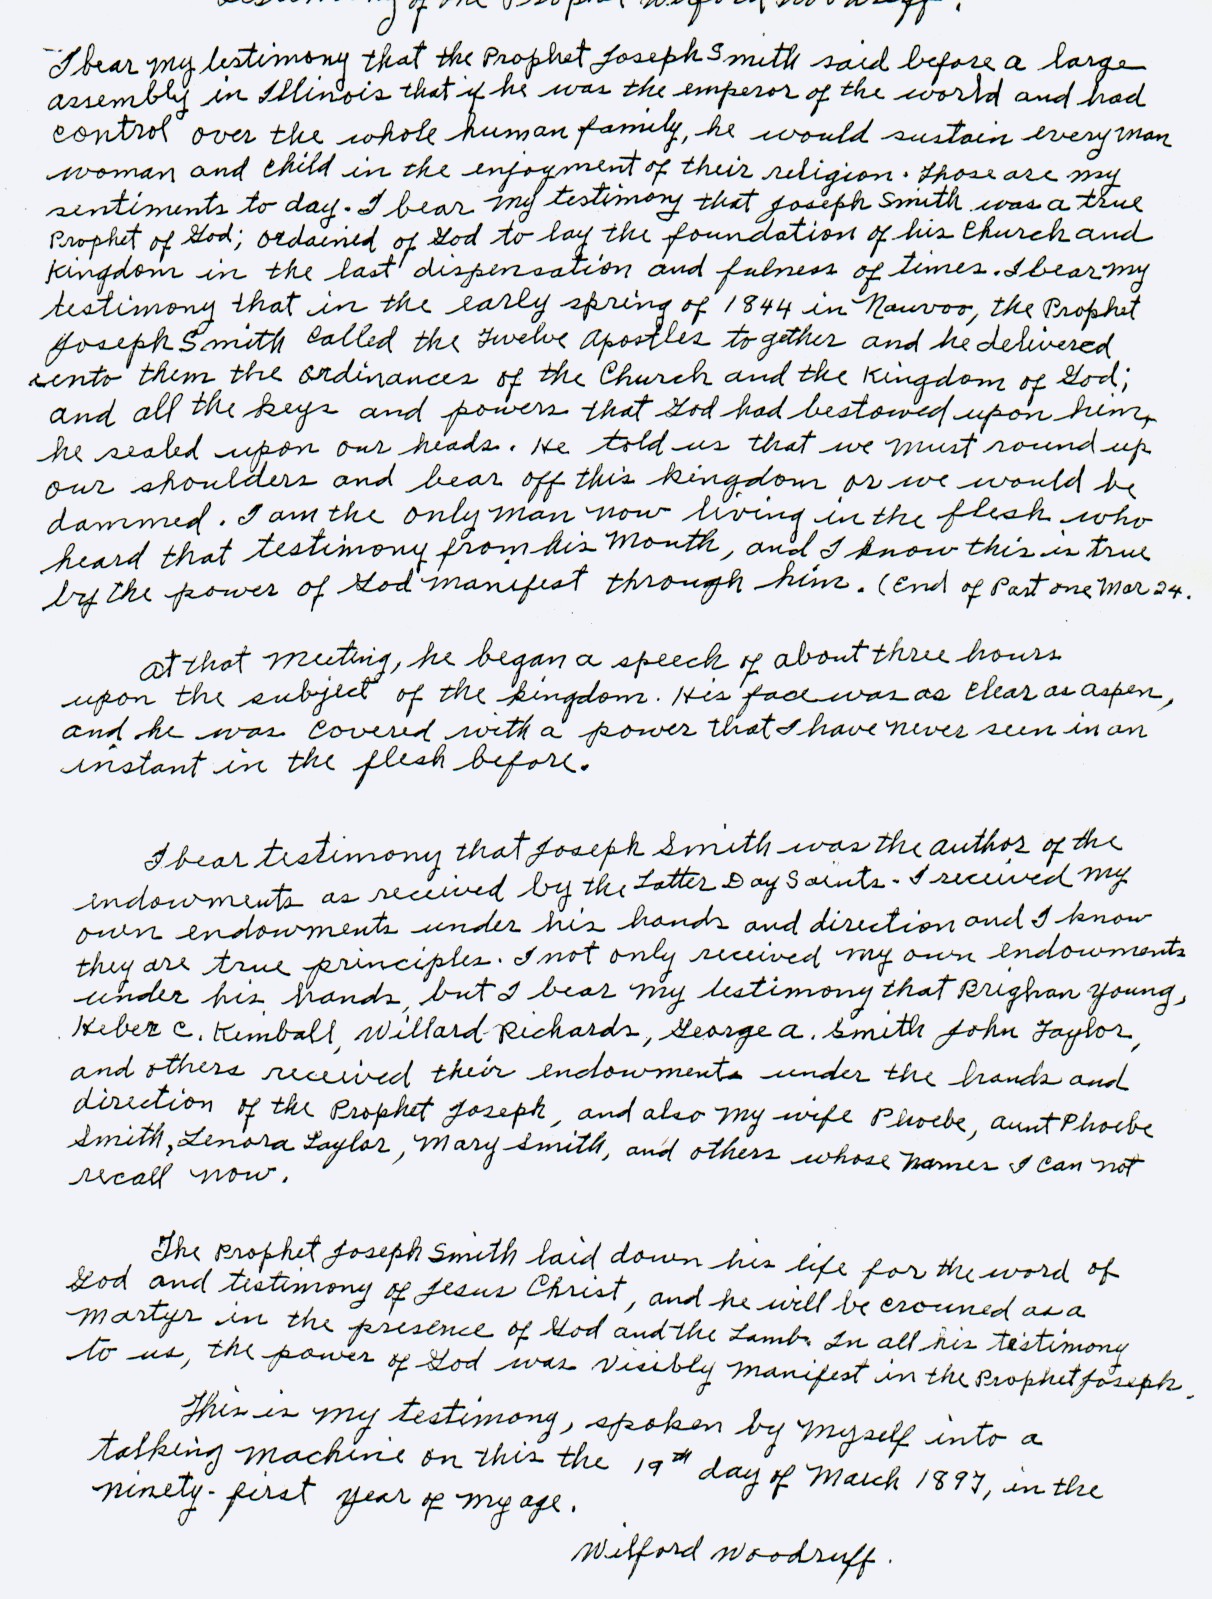 Testimony of the Prophet Wilford Woodruff.
I bear my testimony that the Prophet Joseph Smith said before a large
assembly in Illinois that if he was the emperor of the world and had
control over the whole human family, he would sustain every man
woman and child in the enjoyment of their religion. Those are my
sentiments to day. I bear my testimony that Joseph Smith was a true
Prophet of God; ordained of God to lay the foundation of his Church and
Kingdom in the last dispensation and fulness of times. I bear my
testimony that in the early spring of 1844 in Nauvoo, the Prophet
Joseph Smith called the Twelve Apostles together and he delivered
unto them the ordinances of the Church and the Kingdom of God;
and all the keys and powers that God had bestowed upon him,
he sealed upon our heads. He told us that we must round up
our shoulders and bear off this kingdom or we would be
dammed. I am the only man now living in the flesh who
heard that testimony from his mouth, and I know this is true
by the power of God manifest through him. (End of Part one Mar 24.
At that meeting, he began a speech of about three hours
upon the subject of the kingdom. His face was as clear as aspen,
and he was covered with a power that I have never seen in an
instant in the flesh before.
I bear testimony that Joseph Smith was the author of the
endowments as received by the Latter Day Saints. I received my
own endowments under his hands and direction and I know
they are true principles. I not only received my own endowments
under his hands, but I bear my testimony that Brighan Young,
Heber C. Kimball, Willard Richards, George A. Smith John Taylor,
and others received their endowments under the hands and
direction of the Prophet Joseph, and also my wife Phoebe, aunt Phoebe
Smith, Lenora Taylor, Mary Smith, and others whose names I can not
recall now.
The Prophet Joseph Smith laid down his life for the word of
God and testimony of Jesus Christ, and he will be crowned as a
martyr in the presence of God and the Lamb. In all his testimony
to us, the power of God was visibly manifest in the Prophet Joseph.
This is my testimony, spoken by myself into a
talking machine on this the 19th day of March 1897, in the
ninety-first year of my age.
Wilford Woodruff.